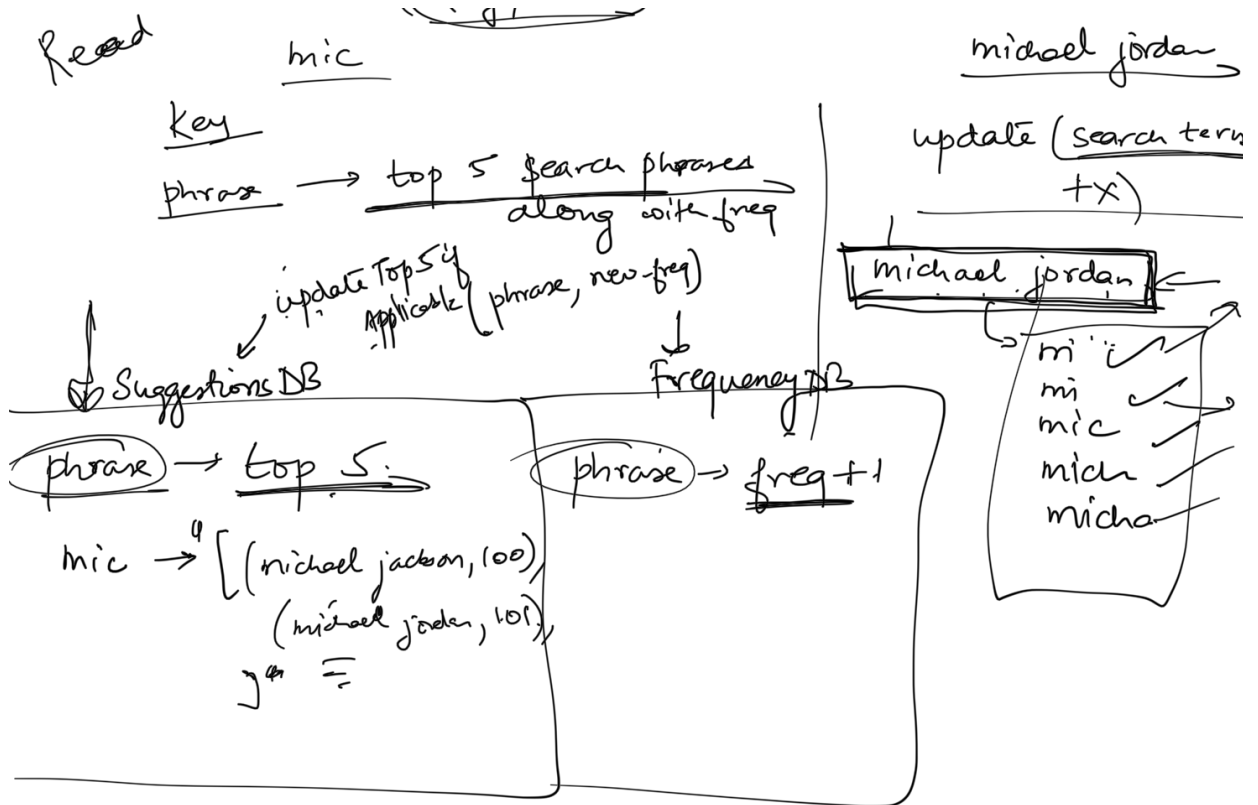 Read
mic
Key
phrase → top 5 search phrases
along with freq
update Top 5 if
Applicable (phrase, new-freq)
Suggestions DB
phrase → top 5.
mic → "[(michael jackson, 100),
(michael jordan, 101),
]"
Frequency DB
phrase → freq++
michael jordan
update (search term
+x)
michael jordan
m
mi
mic
mich
micha